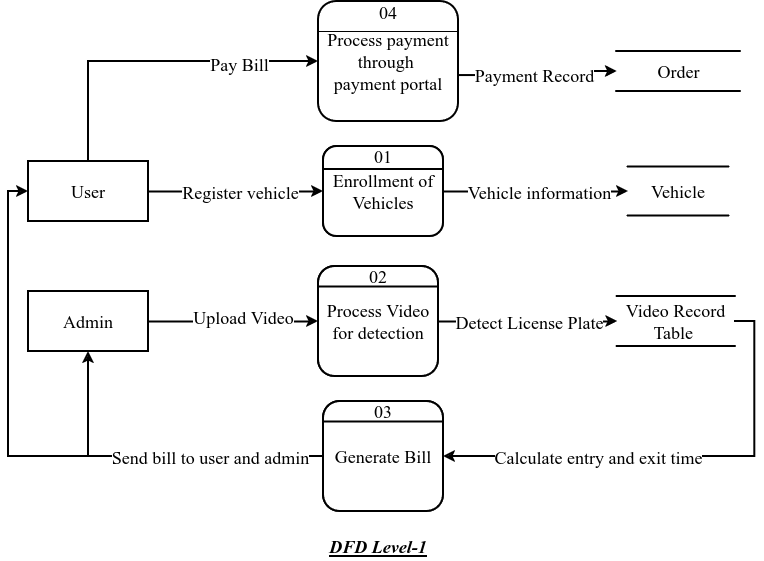 04
Pay Bill
Process payment
through
payment portal
Payment Record
Order
01
User
Register vehicle
Enrollment of
Vehicles
Vehicle information
Vehicle
02
Admin
Upload Video
Process Video
for detection
Detect License Plate
Video Record
Table
03
Send bill to user and admin
Generate Bill
Calculate entry and exit time
DFD Level-1